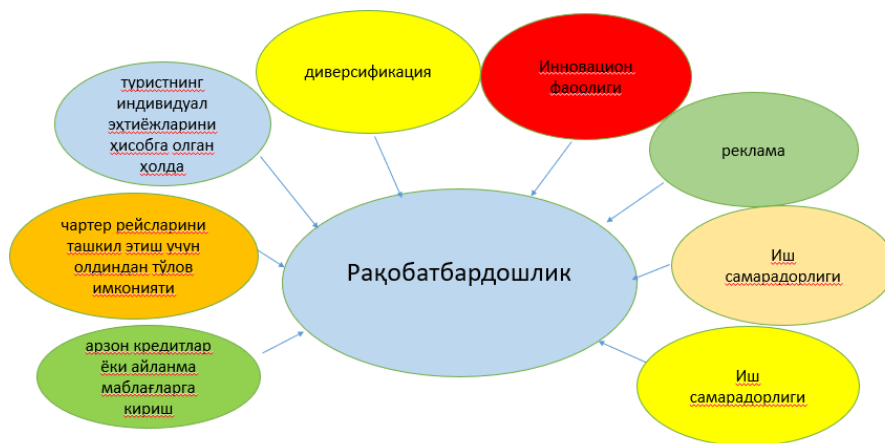 туристнинг
индивидуал
эҳтиёжларини
ҳисобга олган
ҳолда
диверсификация
Инновацион
фаоолиги
реклама
чартер рейсларини
ташкил этиш учун
олдиндан тўлов
имконияти
Рақобатбардошлик
Иш
самарадорлиги
арзон кредитлар
ёки айланма
маблағларга
кириш
Иш
самарадорлиги